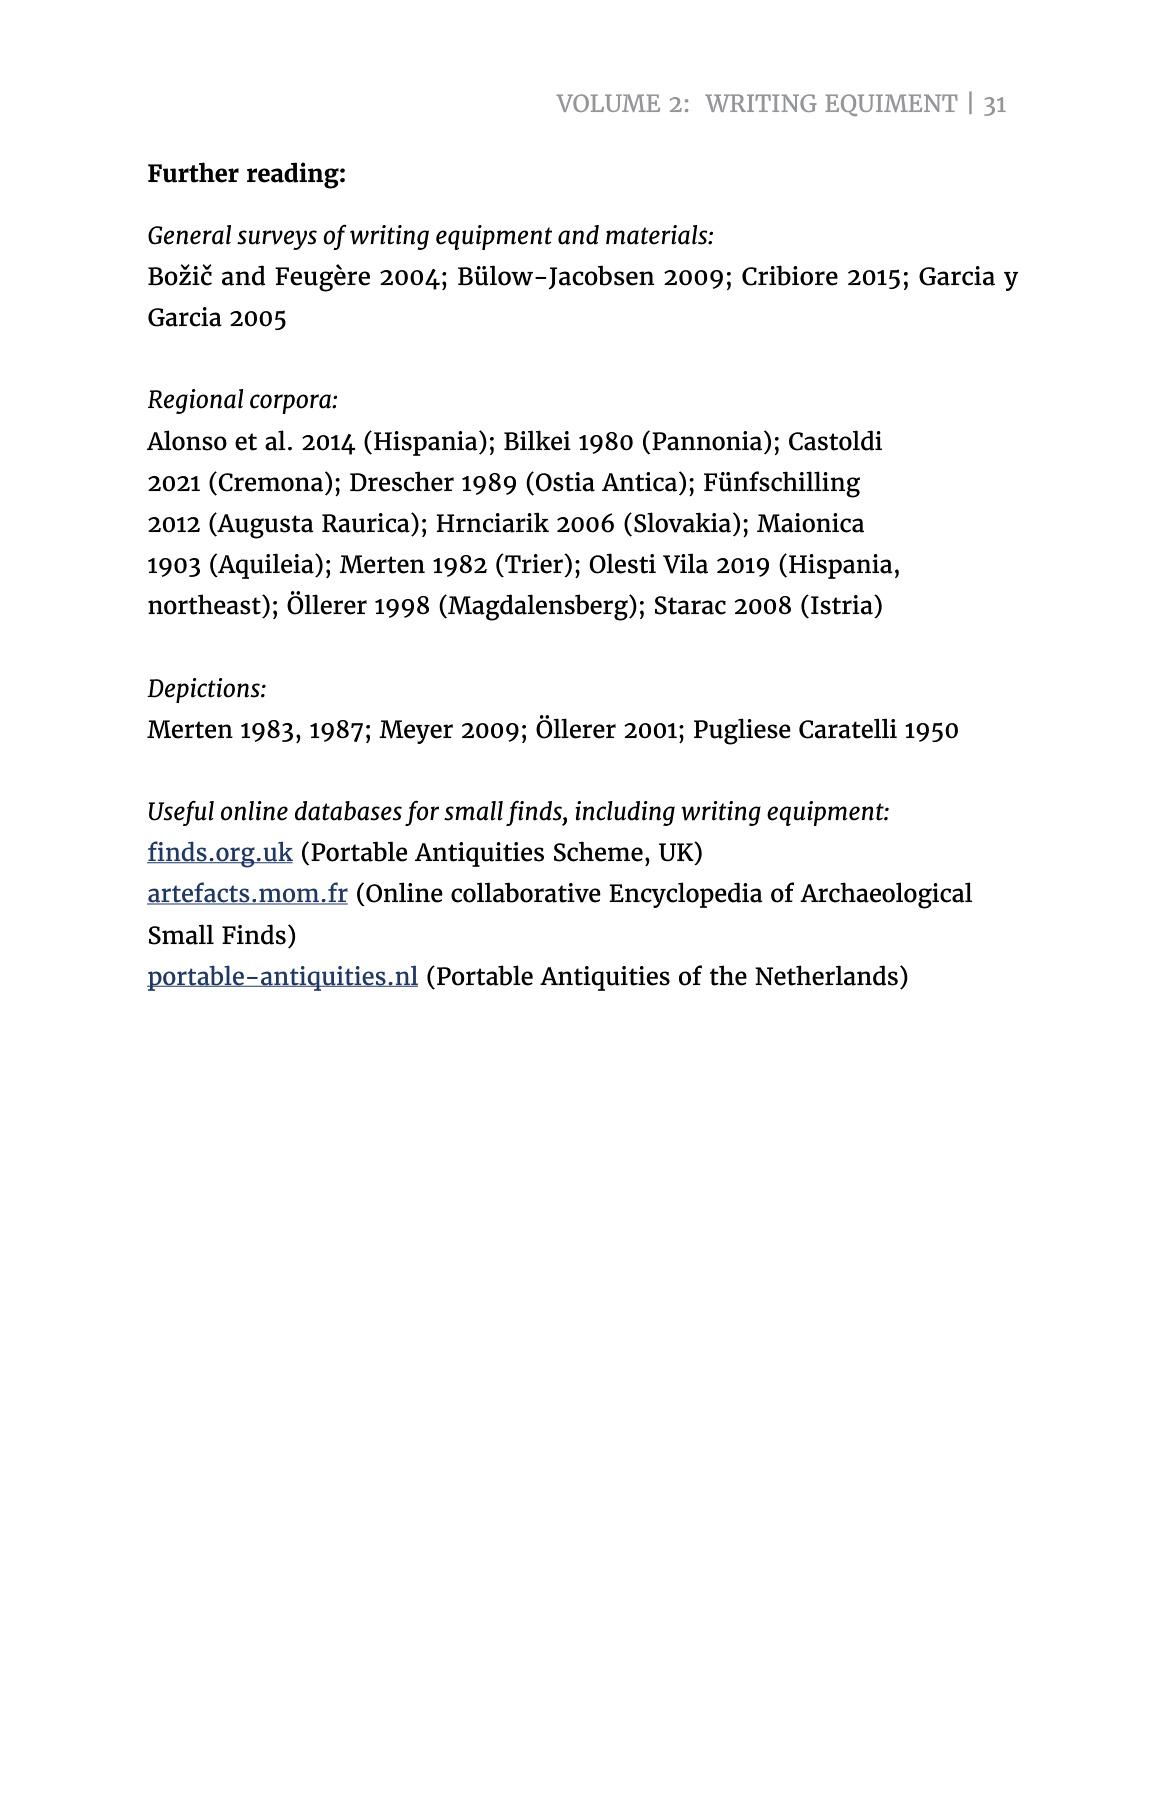 VOLUME 2: WRITING EQUIMENT | 31
Further reading:
General surveys of writing equipment and materials:
Božič and Feugère 2004; Bülow-Jacobsen 2009; Cribiore 2015; Garcia y
Garcia 2005
Regional corpora:
Alonso et al. 2014 (Hispania); Bilkei 1980 (Pannonia); Castoldi
2021 (Cremona); Drescher 1989 (Ostia Antica); Fünfschilling
2012 (Augusta Raurica); Hrnciarik 2006 (Slovakia); Maionica
1903 (Aquileia); Merten 1982 (Trier); Olesti Vila 2019 (Hispania,
northeast); Öllerer 1998 (Magdalensberg); Starac 2008 (Istria)
Depictions:
Merten 1983, 1987; Meyer 2009; Öllerer 2001; Pugliese Caratelli 1950
Useful online databases for small finds, including writing equipment:
finds.org.uk (Portable Antiquities Scheme, UK)
artefacts.mom.fr (Online collaborative Encyclopedia of Archaeological
Small Finds)
portable-antiquities.nl (Portable Antiquities of the Netherlands)